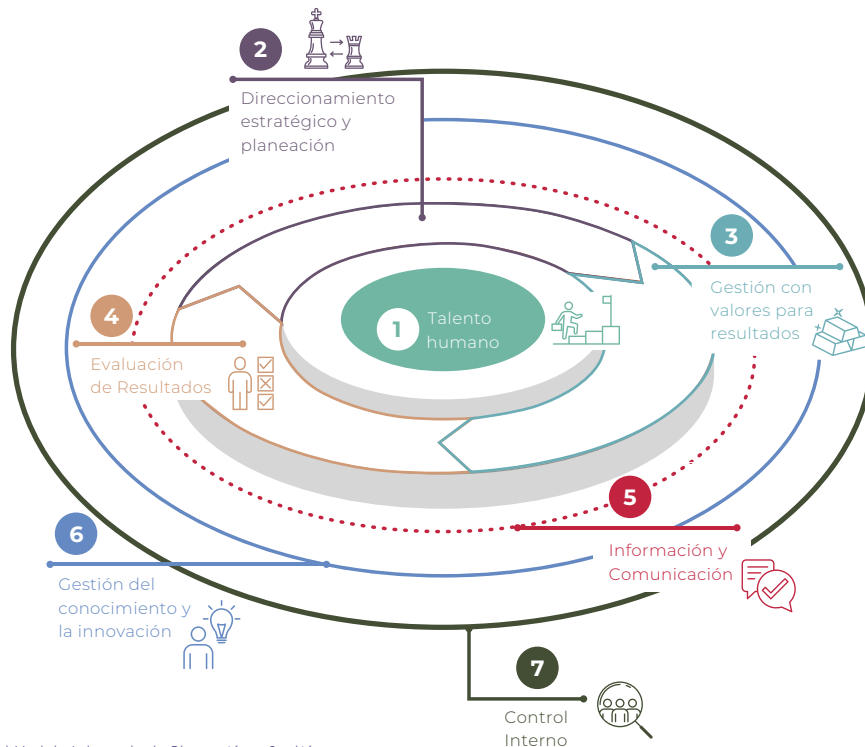 2
Direccionamiento
estratégico y
planeación
3
Gestión con
valores para
resultados
4
Evaluación
de Resultados
1
Talento
humano
5
Información y
Comunicación
6
Gestión del
conocimiento y
la innovación
7
Control
Interno